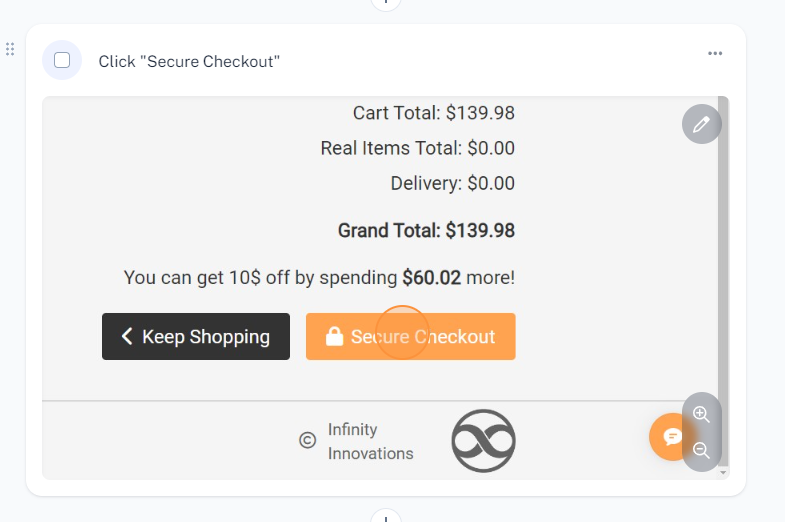 Click "Secure Checkout"
Cart Total: $139.98
Real Items Total: $0.00
Delivery: $0.00
Grand Total: $139.98
You can get 10$ off by spending $60.02 more!
Keep Shopping
Secure Checkout
© Infinity
Innovations